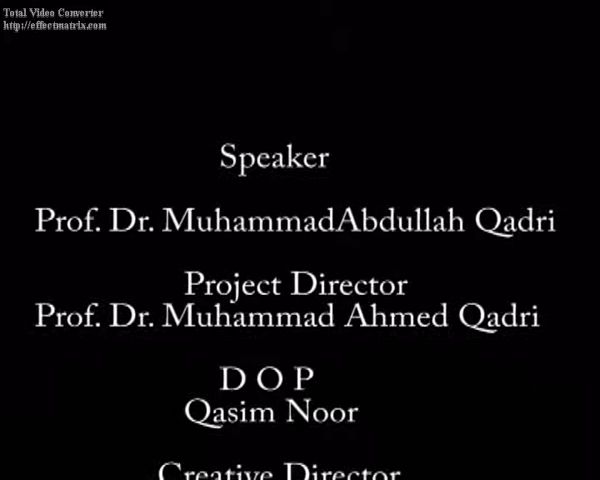 Total Video Converter
http://effectmatrix.com
Speaker
Prof. Dr. MuhammadAbdullah Qadri
Project Director
Prof. Dr. Muhammad Ahmed Qadri
D O P
Qasim Noor
Creative Director